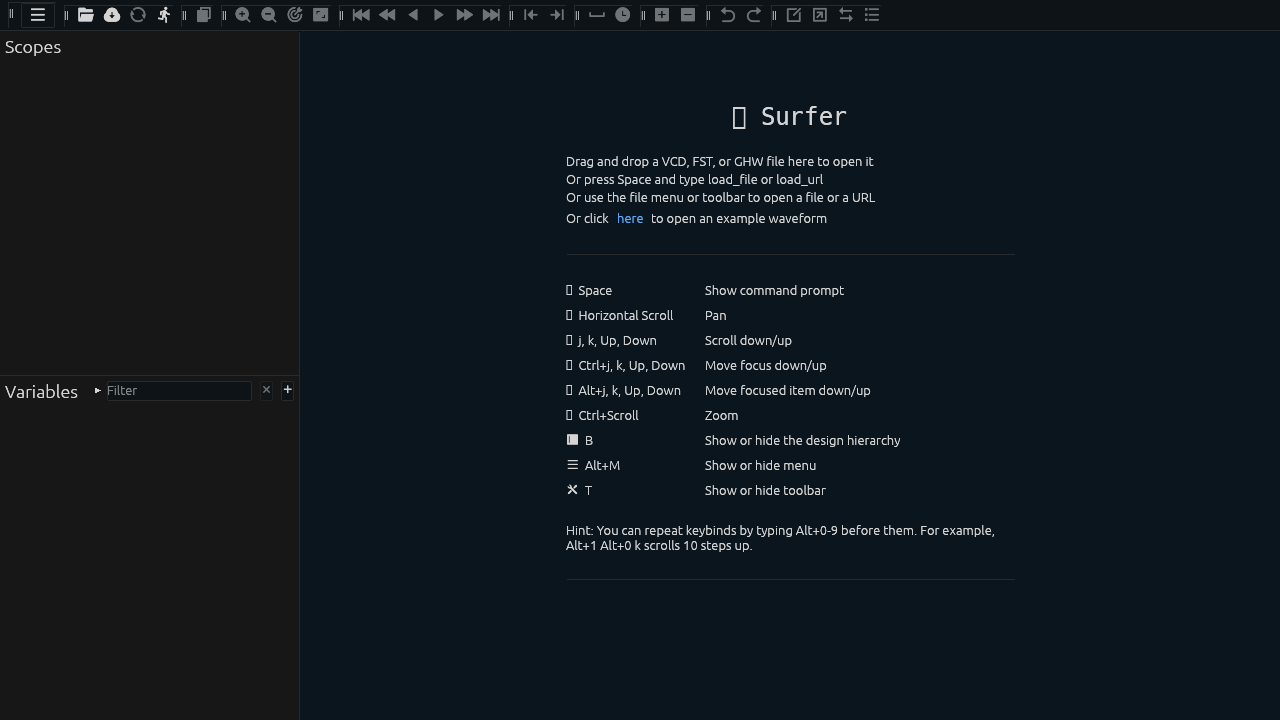 Scopes
Surfer
Drag and drop a VCD, FST, or GHW file here to open it
Or press Space and type load_file or load_url
Or use the file menu or toolbar to open a file or a URL
Or click here to open an example waveform
Space Show command prompt
Horizontal Scroll Pan
j, k, Up, Down Scroll down/up
Ctrl+j, k, Up, Down Move focus down/up
Alt+j, k, Up, Down Move focused item down/up
Ctrl+Scroll Zoom
B Show or hide the design hierarchy
Alt+M Show or hide menu
T Show or hide toolbar
Hint: You can repeat keybinds by typing Alt+0-9 before them. For example,
Alt+1 Alt+0 k scrolls 10 steps up.
Variables Filter